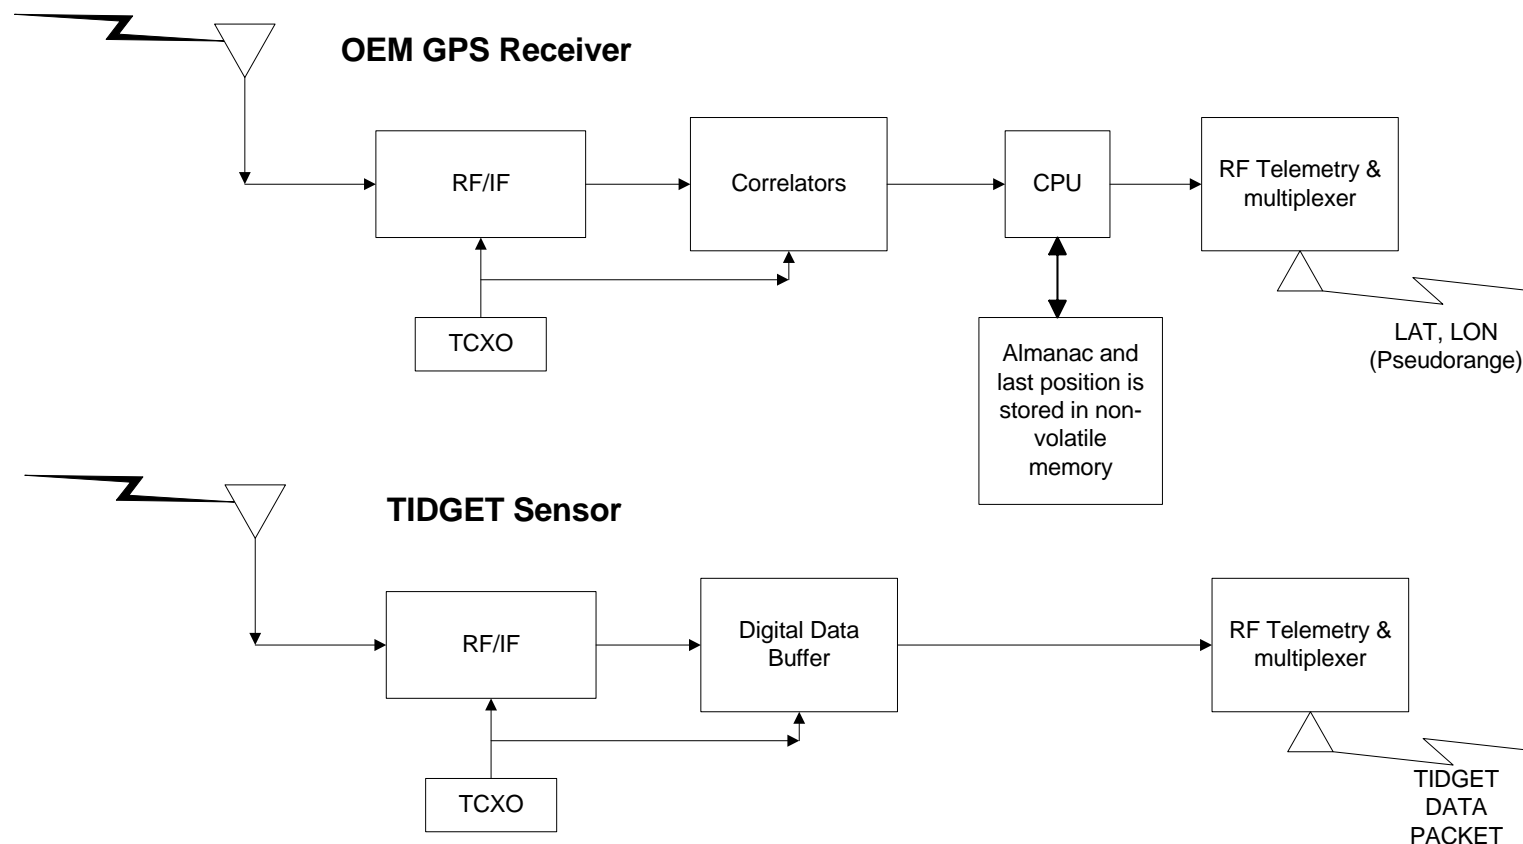 OEM GPS Receiver
RF/IF
Correlators
CPU
RF Telemetry &
multiplexer
TCXO
Almanac and
last position is
stored in non-
volatile
memory
LAT, LON
(Pseudorange)
TIDGET Sensor
RF/IF
Digital Data
Buffer
RF Telemetry &
multiplexer
TCXO
TIDGET
DATA
PACKET